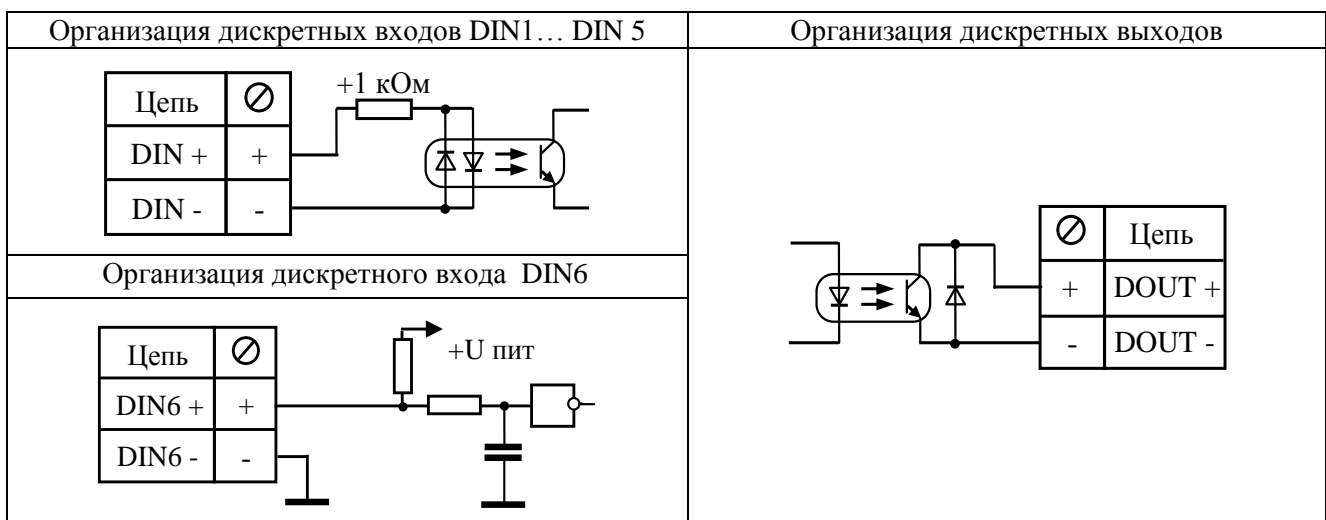 Организация дискретных входов DIN1… DIN 5
Цепь
DIN + +
DIN - -
+1 кОм
Организация дискретного входа DIN6
Цепь
DIN6 + +
DIN6 - -
+U пит
Организация дискретных выходов
Цепь
+ DOUT +
- DOUT -